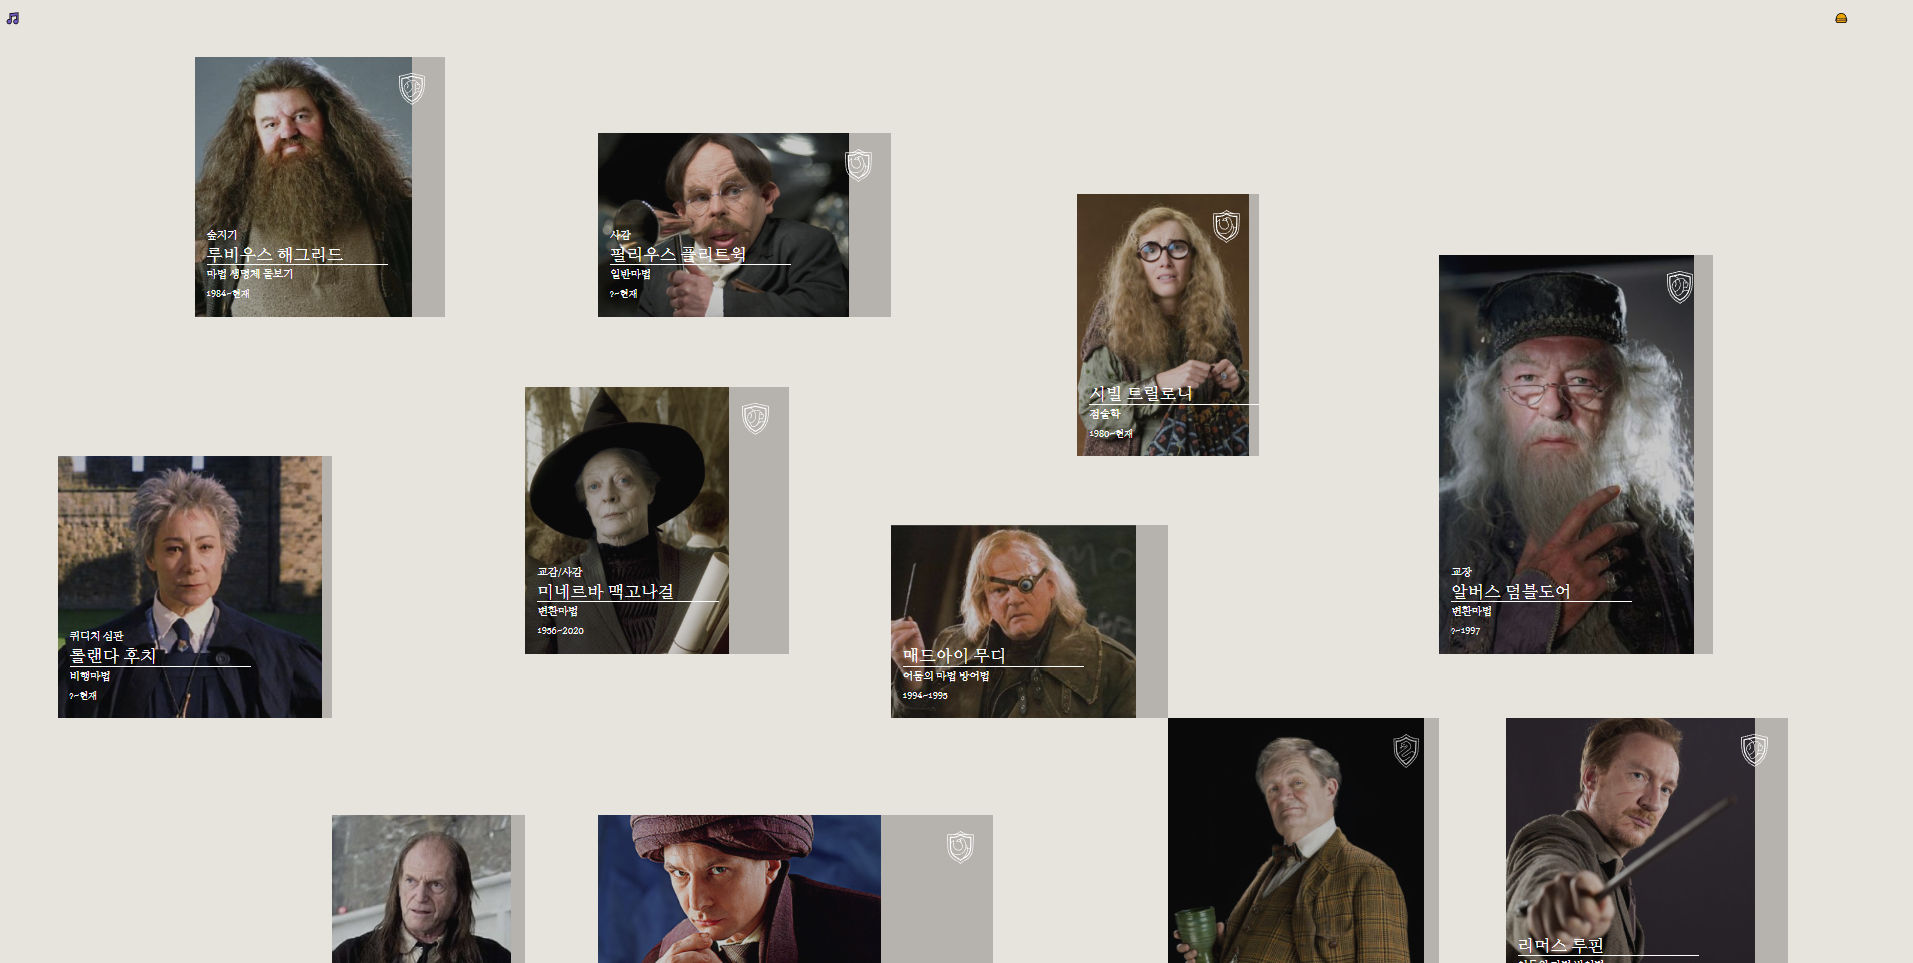 숲지기
루비우스 해그리드
마법 생명체 돌보기
1984~현재
사감
필리우스 플리트윅
일반마법
?~현재
시빌 트릴로니
점술학
1980~현재
교장
알버스 덤블도어
변환마법
?~1997
교감/사감
미네르바 맥고나걸
변환마법
1956~2020
퀴디치 심판
롤랜다 후치
비행마법
?~현재
매드아이 무디
어둠의 마법 방어법
1994~1995
리머스 루핀